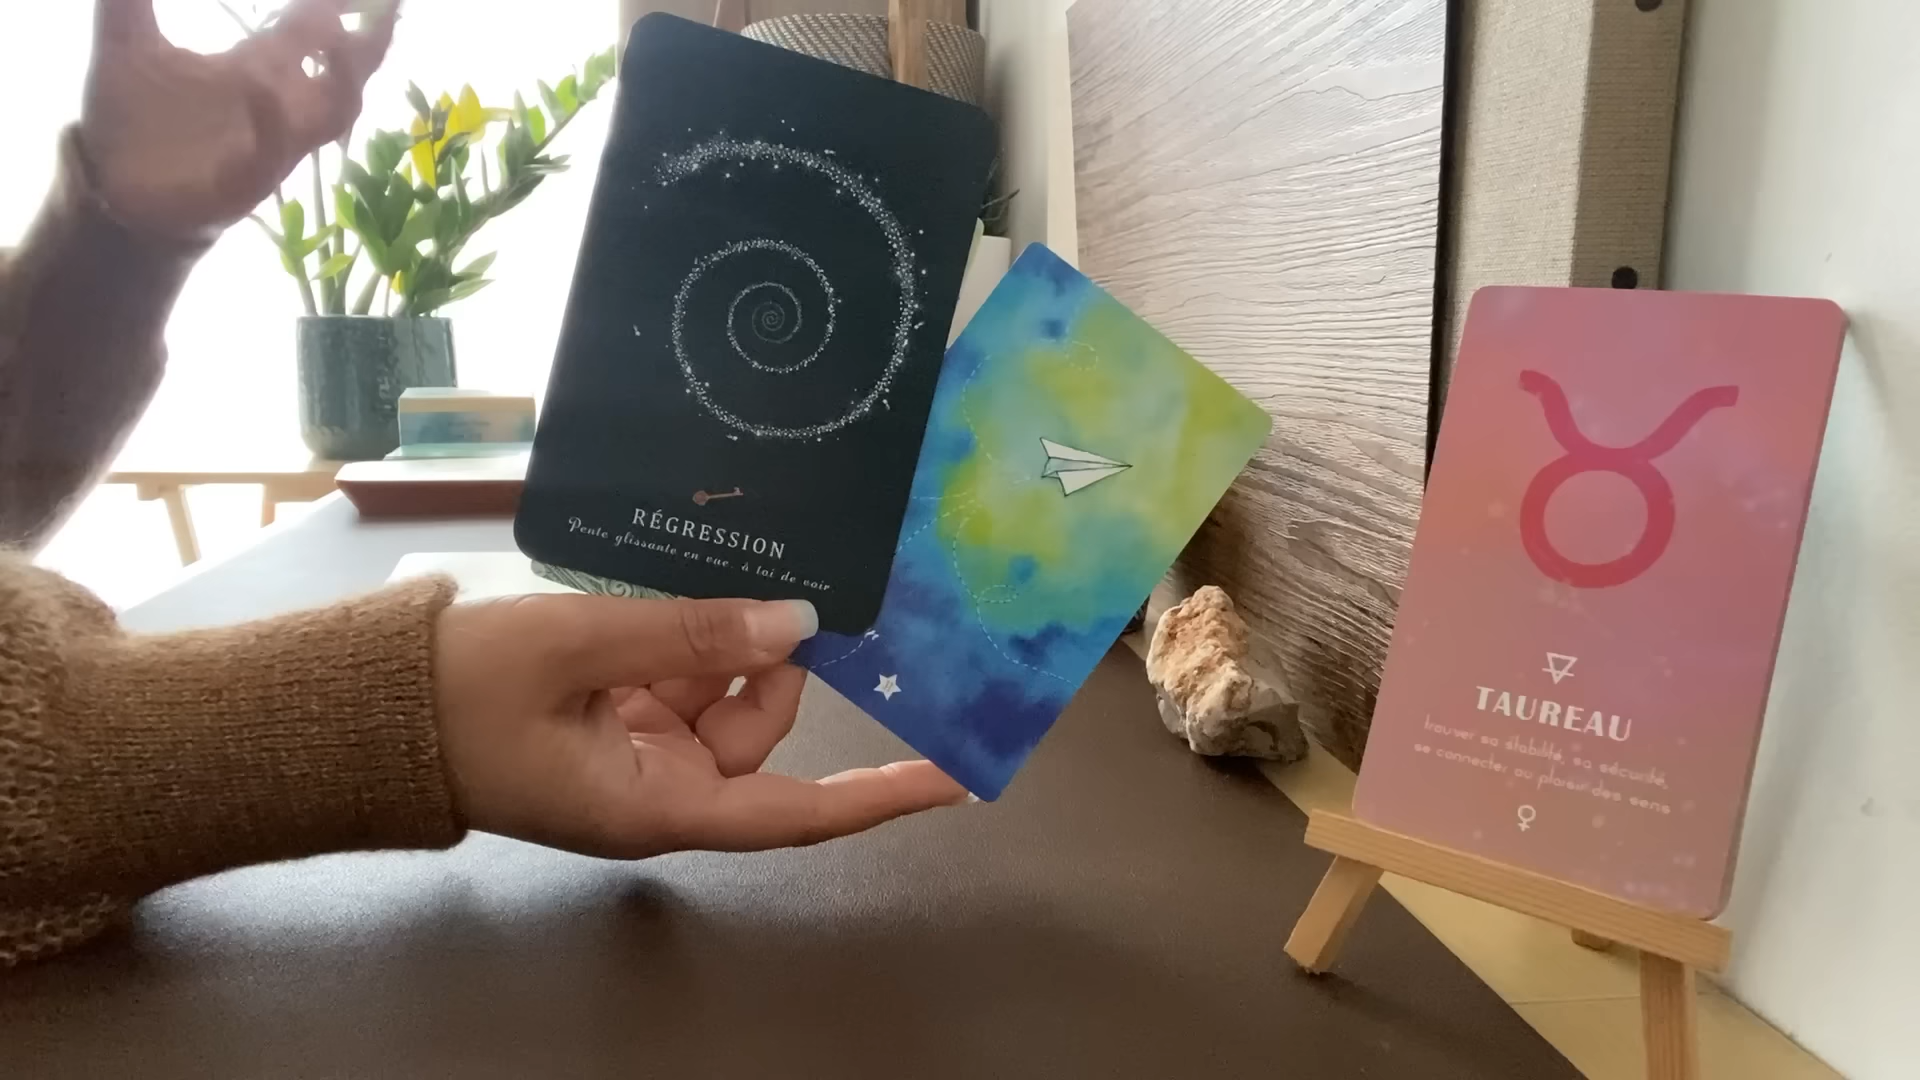 RÉGRESSION
Pente glissante en vue, à toi de voir
TAUREAU
Trouver sa stabilité, sa sécurité,
se connecter au plaisir des sens